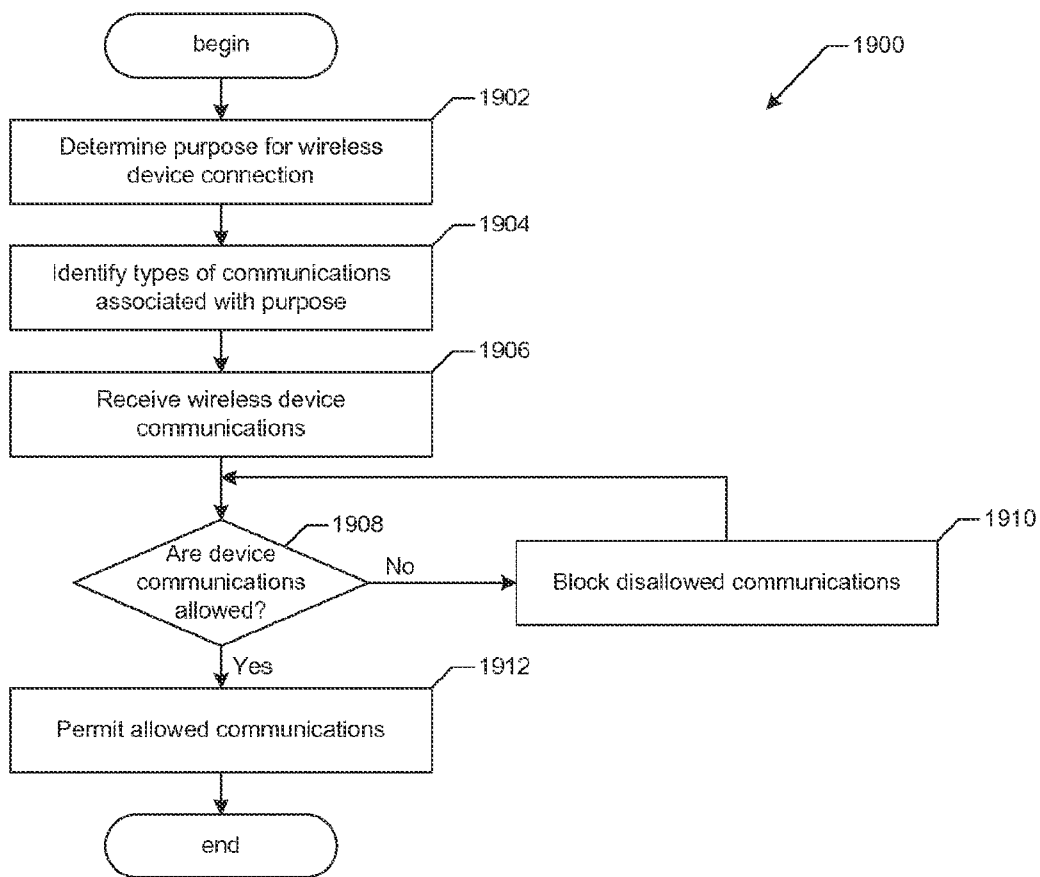 begin
1900
1902
Determine purpose for wireless
device connection
1904
Identify types of communications
associated with purpose
1906
Receive wireless device
communications
1908
Are device
communications
allowed?
No
1910
Block disallowed communications
Yes
1912
Permit allowed communications
end